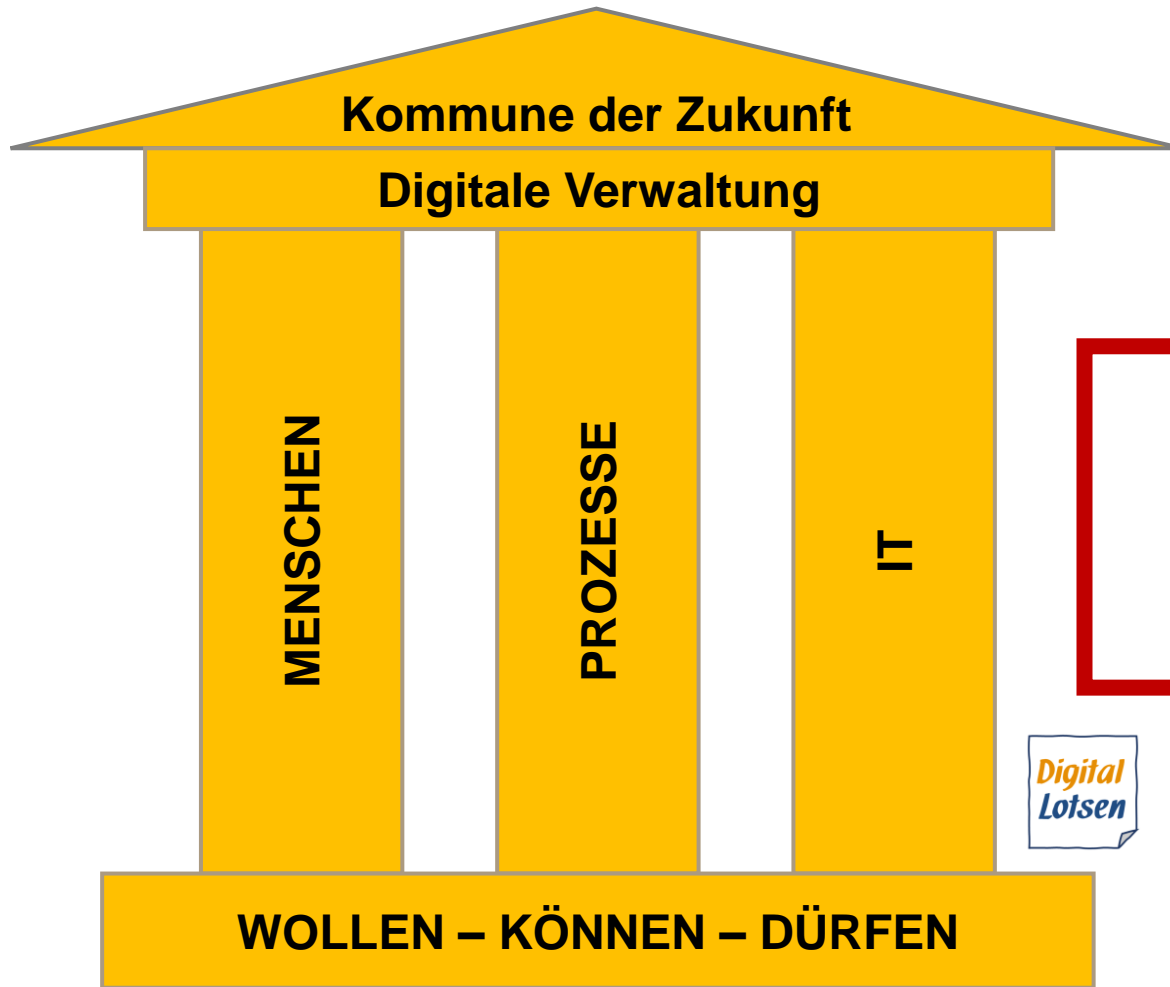 Kommune der Zukunft
Digitale Verwaltung
MENSCHEN
PROZESSE
IT
Digital
Lotsen
WOLLEN – KÖNNEN – DÜRFEN